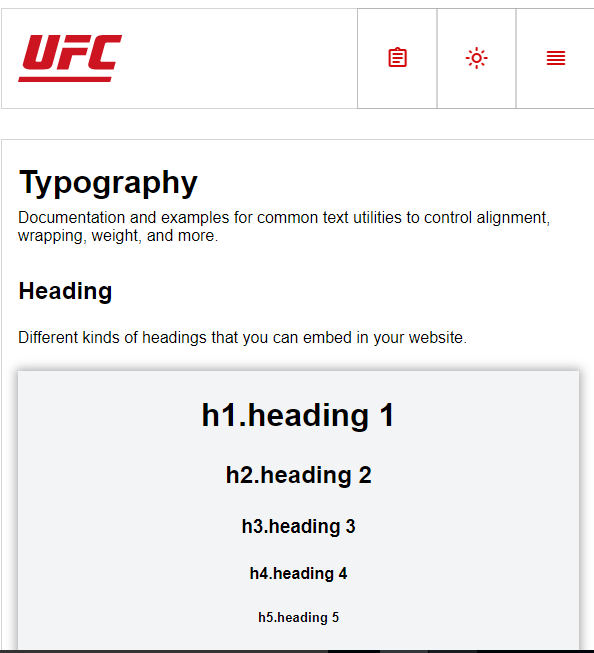 UFC
Typography
Documentation and examples for common text utilities to control alignment,
wrapping, weight, and more.
Heading
Different kinds of headings that you can embed in your website.
h1.heading 1
h2.heading 2
h3.heading 3
h4.heading 4
h5.heading 5